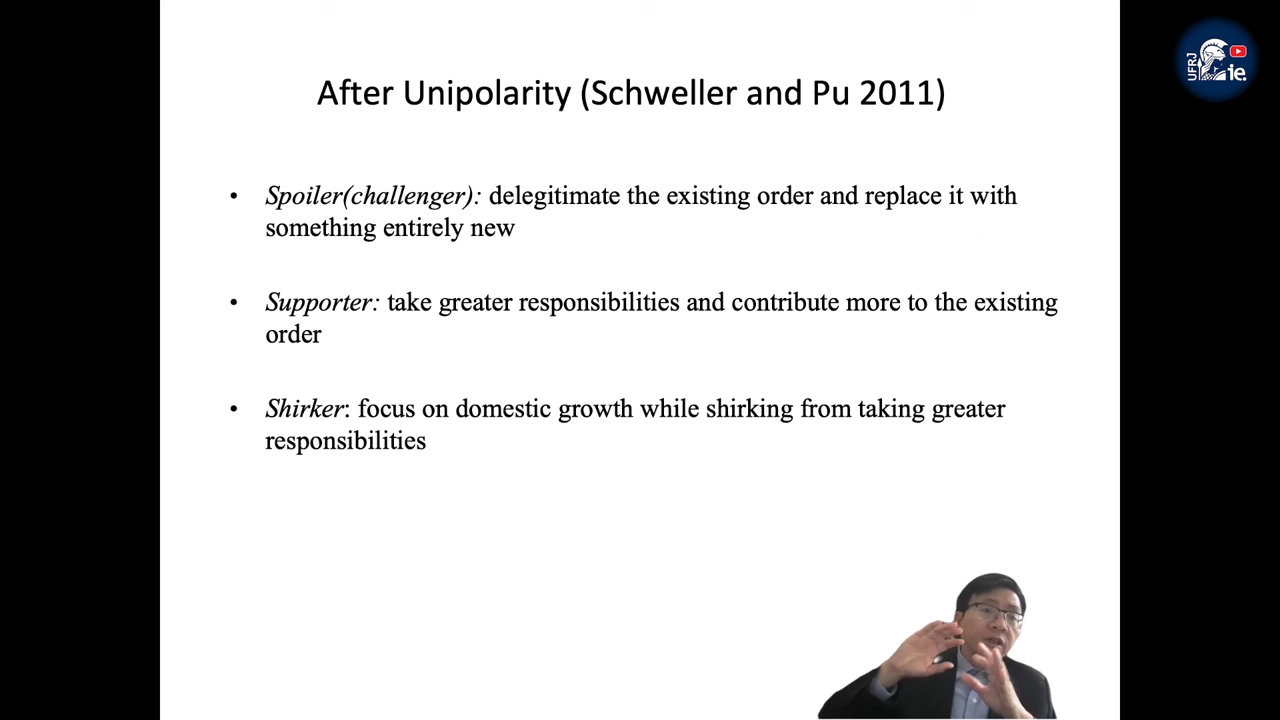 After Unipolarity (Schweller and Pu 2011)
• Spoiler(challenger): delegitimate the existing order and replace it with
something entirely new
• Supporter: take greater responsibilities and contribute more to the existing
order
• Shirker: focus on domestic growth while shirking from taking greater
responsibilities
UFRJ
ie.